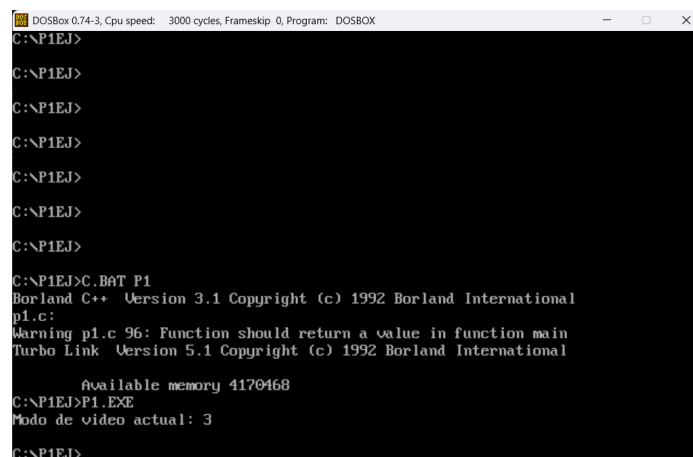 DOSBox 0.74-3, Cpu speed: 3000 cycles, Frameskip 0, Program: DOSBOX
C:\P1EJ>
C:\P1EJ>
C:\P1EJ>
C:\P1EJ>
C:\P1EJ>
C:\P1EJ>
C:\P1EJ>
C:\P1EJ>C.BAT P1
Borland C++ Version 3.1 Copyright (c) 1992 Borland International
p1.c:
Warning p1.c 96: Function should return a value in function main
Turbo Link Version 5.1 Copyright (c) 1992 Borland International
Available memory 4170468
C:\P1EJ>P1.EXE
Modo de video actual: 3
C:\P1EJ>